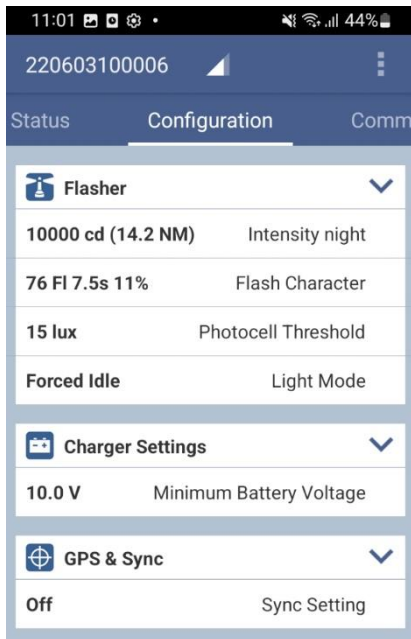 11:01
44%
220603100006
Status Configuration Comm
Flasher
10000 cd (14.2 NM) Intensity night
76 Fl 7.5s 11% Flash Character
15 lux Photocell Threshold
Forced Idle Light Mode
Charger Settings
10.0 V Minimum Battery Voltage
GPS & Sync
Off Sync Setting